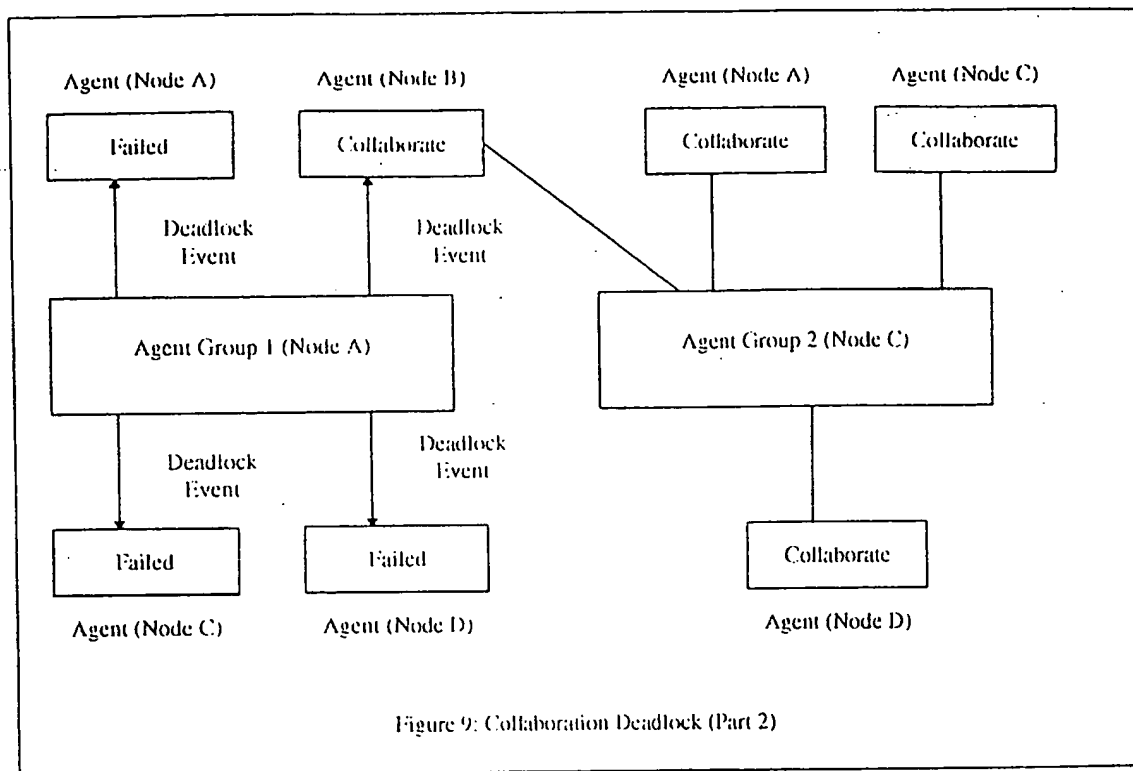 Agent (Node A)
Agent (Node B)
Agent (Node A)
Agent (Node C)
Failed
Collaborate
Collaborate
Collaborate
Deadlock
Event
Deadlock
Event
Agent Group 1 (Node A)
Agent Group 2 (Node C)
Deadlock
Event
Deadlock
Event
Failed
Failed
Collaborate
Agent (Node C)
Agent (Node D)
Agent (Node D)
Figure 9: Collaboration Deadlock (Part 2)